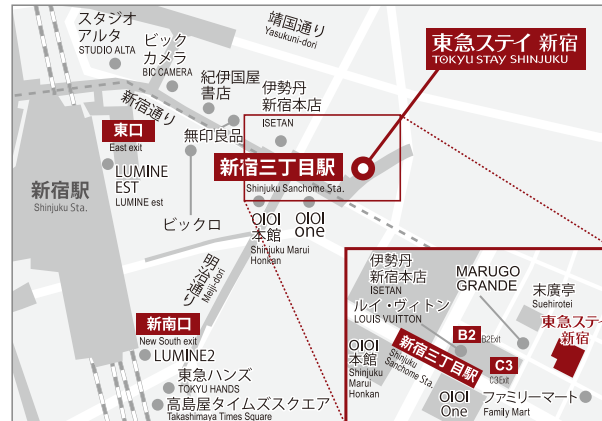 スタジオ
アルタ
STUDIO ALTA
ビック
カメラ
BIC CAMERA
靖国通り
Yasukuni-dori
東急ステイ 新宿
TOKYU STAY SHINJUKU
紀伊国屋
書店
伊勢丹
新宿本店
ISETAN
新宿通り
東口
East exit
無印良品
LUMINE
EST
LUMINE est
新宿三丁目駅
Shinjuku Sanchome Sta.
新宿駅
Shinjuku Sta.
ビックロ
OIOI
本館
Shinjuku Marui
Honkan
OIOI
one
明治通り
Meiji-dori
新南口
New South exit
LUMINE2
東急ハンズ
TOKYU HANDS
高島屋タイムズスクエア
Takashimaya Times Square
伊勢丹
新宿本店
ISETAN
MARUGO
GRANDE
末廣亭
Suehirotei
ルイ・ヴィトン
LOUIS VUITTON
B2
B2Exit
東急ステイ
新宿
OIOI
本館
Shinjuku
Marui
Honkan
新宿三丁目駅
Shinjuku
Sanchome Sta.
C3
C3Exit
OIOI
One
ファミリーマート
Family Mart